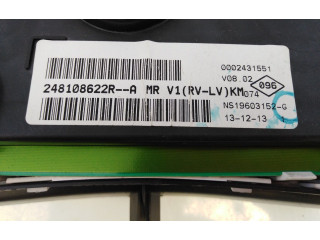 0002431551
V08.02
096
248108622R--A MR V1(RV-LV)KM
074
NS19603152-G
13-12-13